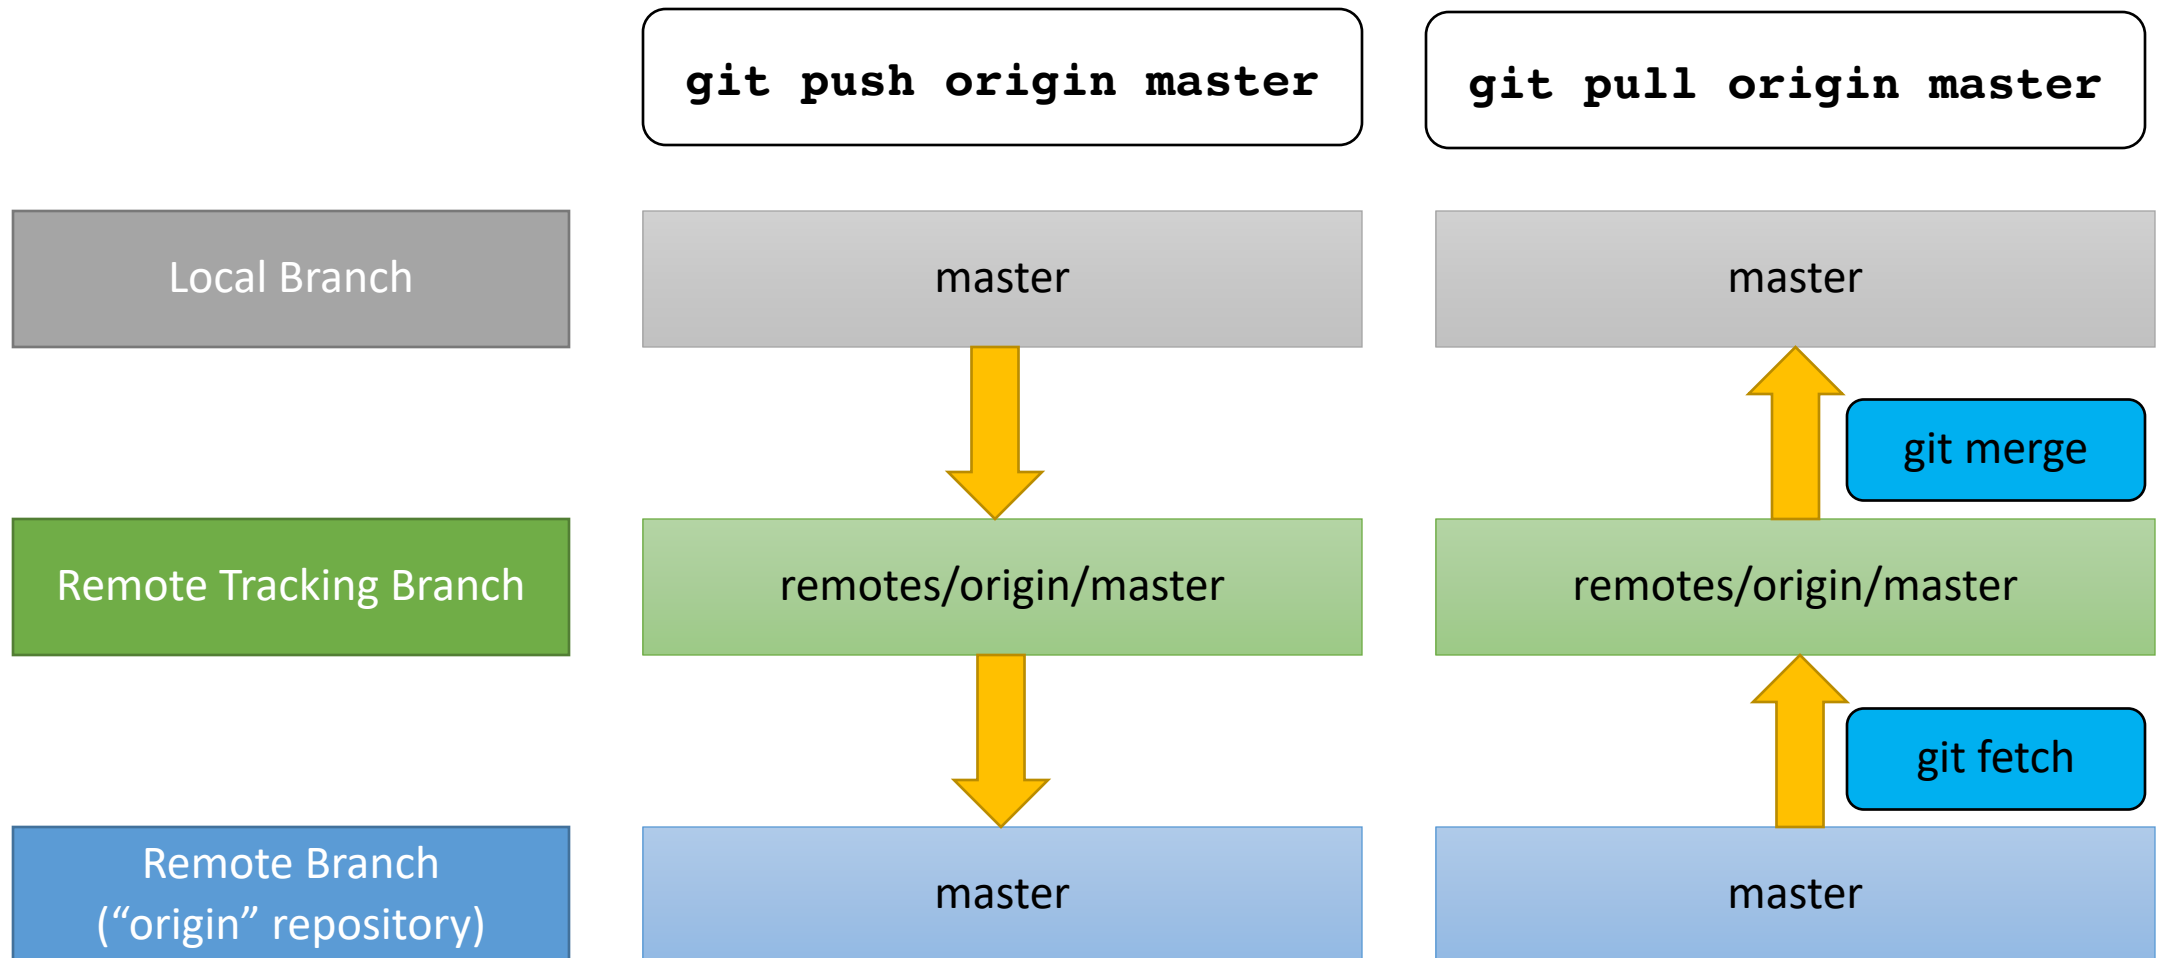 git push origin master
git pull origin master
Local Branch
master
master
git merge
Remote Tracking Branch
remotes/origin/master
remotes/origin/master
git fetch
Remote Branch
(“origin” repository)
master
master